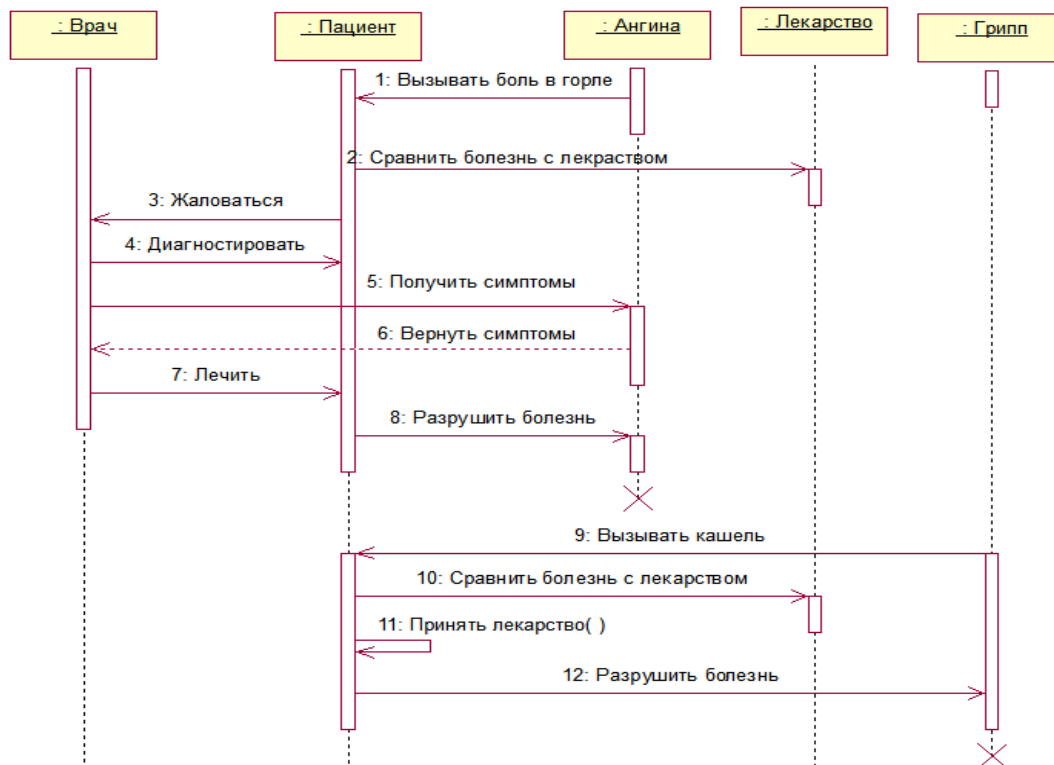 : Врач
: Пациент
: Ангина
: Лекарство
: Грипп
1: Вызывать боль в горле
2: Сравнить болезнь с лекраством
3: Жаловаться
4: Диагностировать
5: Получить симптомы
6: Вернуть симптомы
7: Лечить
8: Разрушить болезнь
9: Вызывать кашель
10: Сравнить болезнь с лекарством
11: Принять лекарство( )
12: Разрушить болезнь